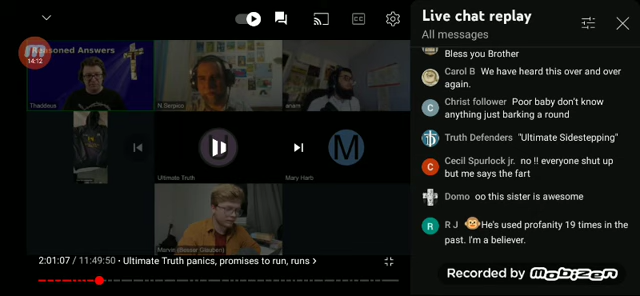 Live chat replay
All messages
Bless you Brother
Carol B We have heard this over and over
again.
Christ follower Poor baby don't know
anything just barking a round
Truth Defenders "Ultimate Sidestepping"
Cecil Spurlock jr. no !! everyone shut up
but me says the fart
Domo oo this sister is awesome
R J 🐵He's used profanity 19 times in the
past. I'm a believer.
Recorded by mobizen
CC
Reasoned Answers
14:12
Thaddeus
N.Serpico
anam
Ultimate Truth
M
Mary Harb
Marvin (Besser Glauben)
2:01:07 / 11:49:50 • Ultimate Truth panics, promises to run, runs >